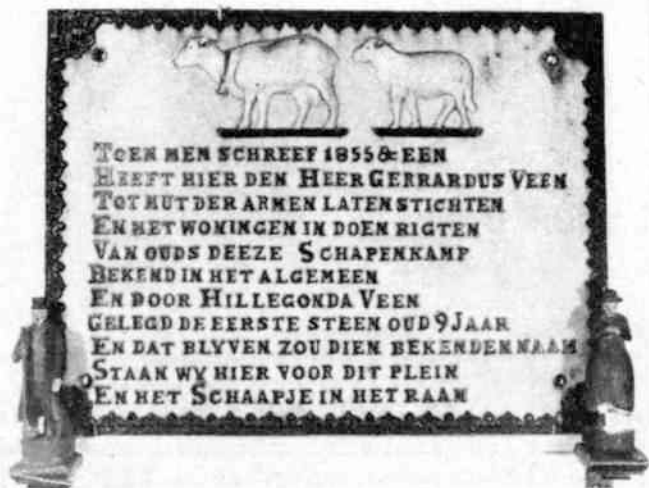 TOEN MEN SCHREEF 1855 & EEN
HEEFT HIER DEN HEER GERRARDUS VEEN
TOT NUT DER ARMEN LATEN STICHTEN
EN MET WONINGEN IN DOEN RIGTEN
VAN OUDS DEEZE SCHAPENKAMP
BEKEND IN HET ALGEMEEN
EN DOOR HILLEGONDA VEEN
GELEGD DE EERSTE STEEN OUD 9 JAAR
EN DAT BLYVEN ZOU DIEN BEKENDEN NAAM
STAAN WY HIER VOOR DIT PLEIN
EN HET SCHAAPJE IN HET RAAM